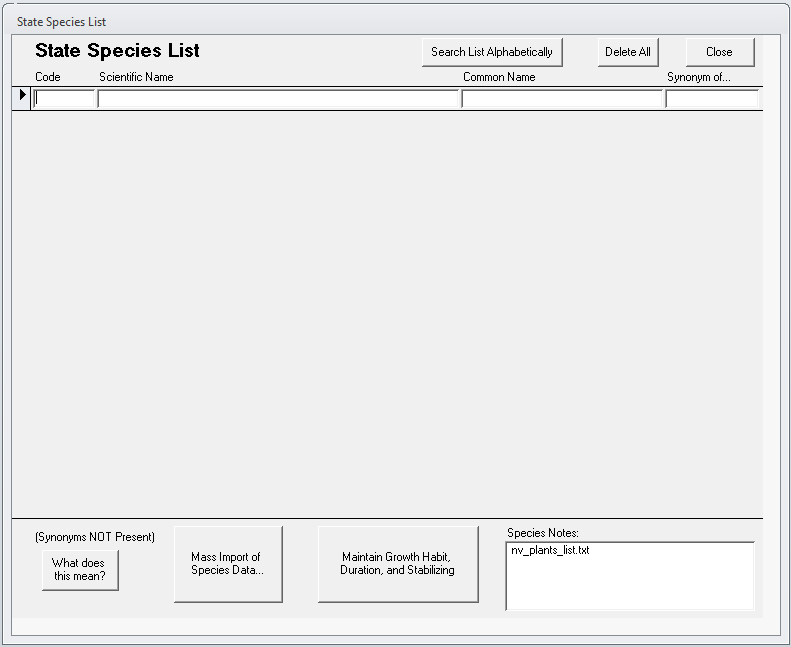 State Species List
State Species List
Search List Alphabetically
Delete All
Close
Code
Scientific Name
Common Name
Synonym of...
(Synonyms NOT Present)
What does
this mean?
Mass Import of
Species Data...
Maintain Growth Habit,
Duration, and Stabilizing
Species Notes:
nv_plants_list.txt